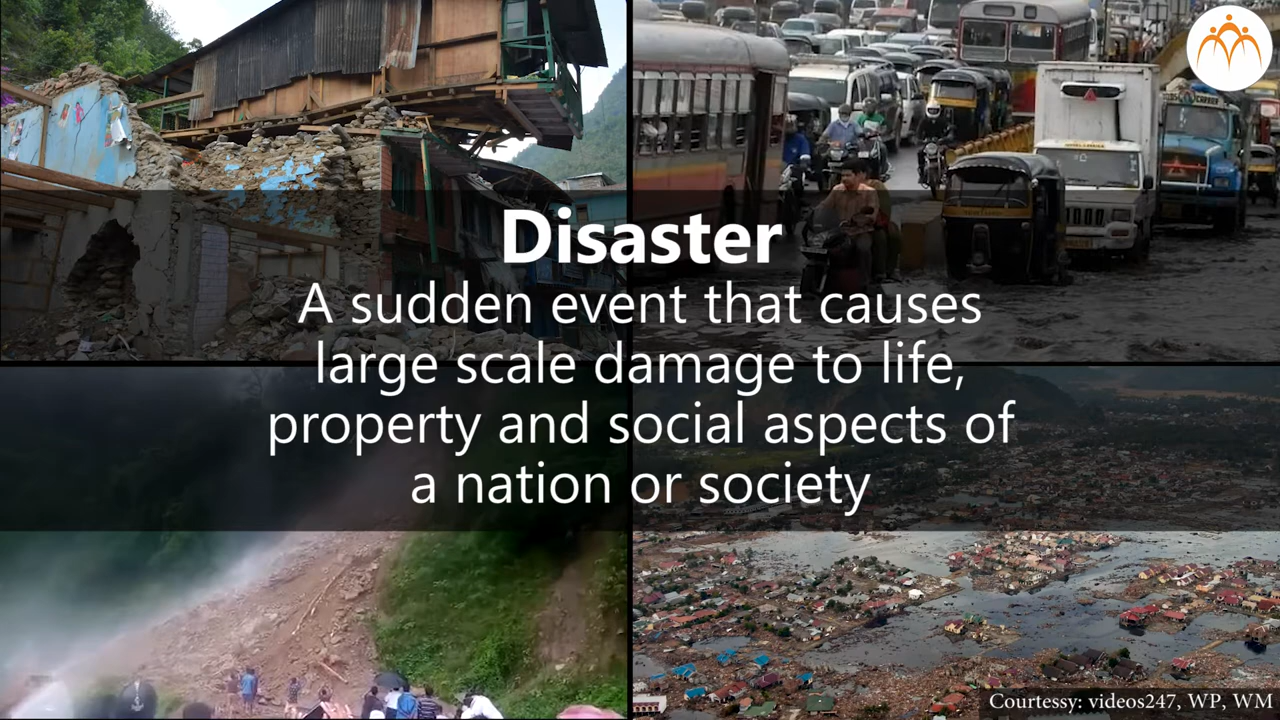 Disaster
A sudden event that causes
large scale damage to life,
property and social aspects of
a nation or society
CARRIER
Courtessy: videos247, WP, WM